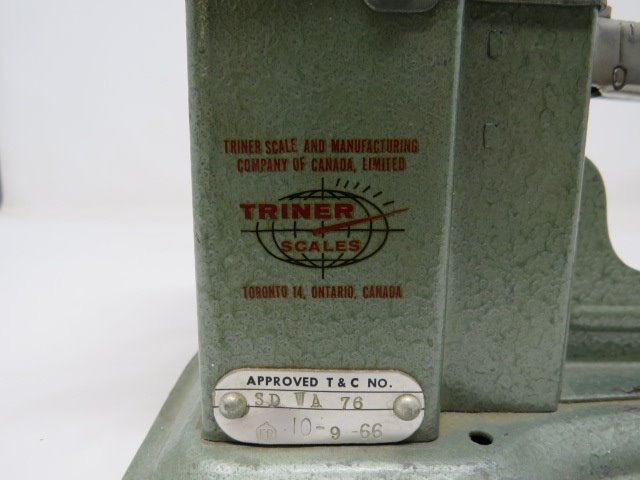 TRINER SCALE AND MANUFACTURING
COMPANY OF CANADA, LIMITED
TRINER
SCALES
TORONTO 14, ONTARIO, CANADA
APPROVED T & C NO.
SD WA 76
10-9-66